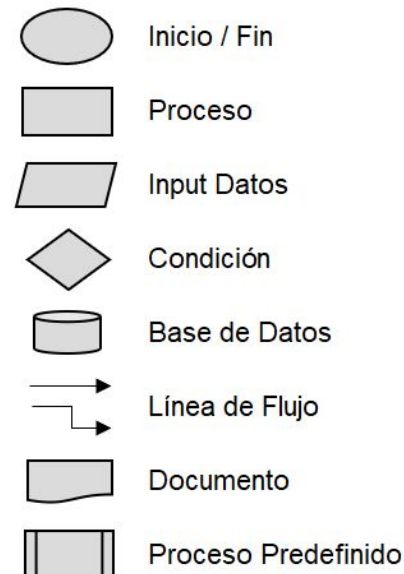 Inicio / Fin
Proceso
Input Datos
Condición
Base de Datos
Línea de Flujo
Documento
Proceso Predefinido